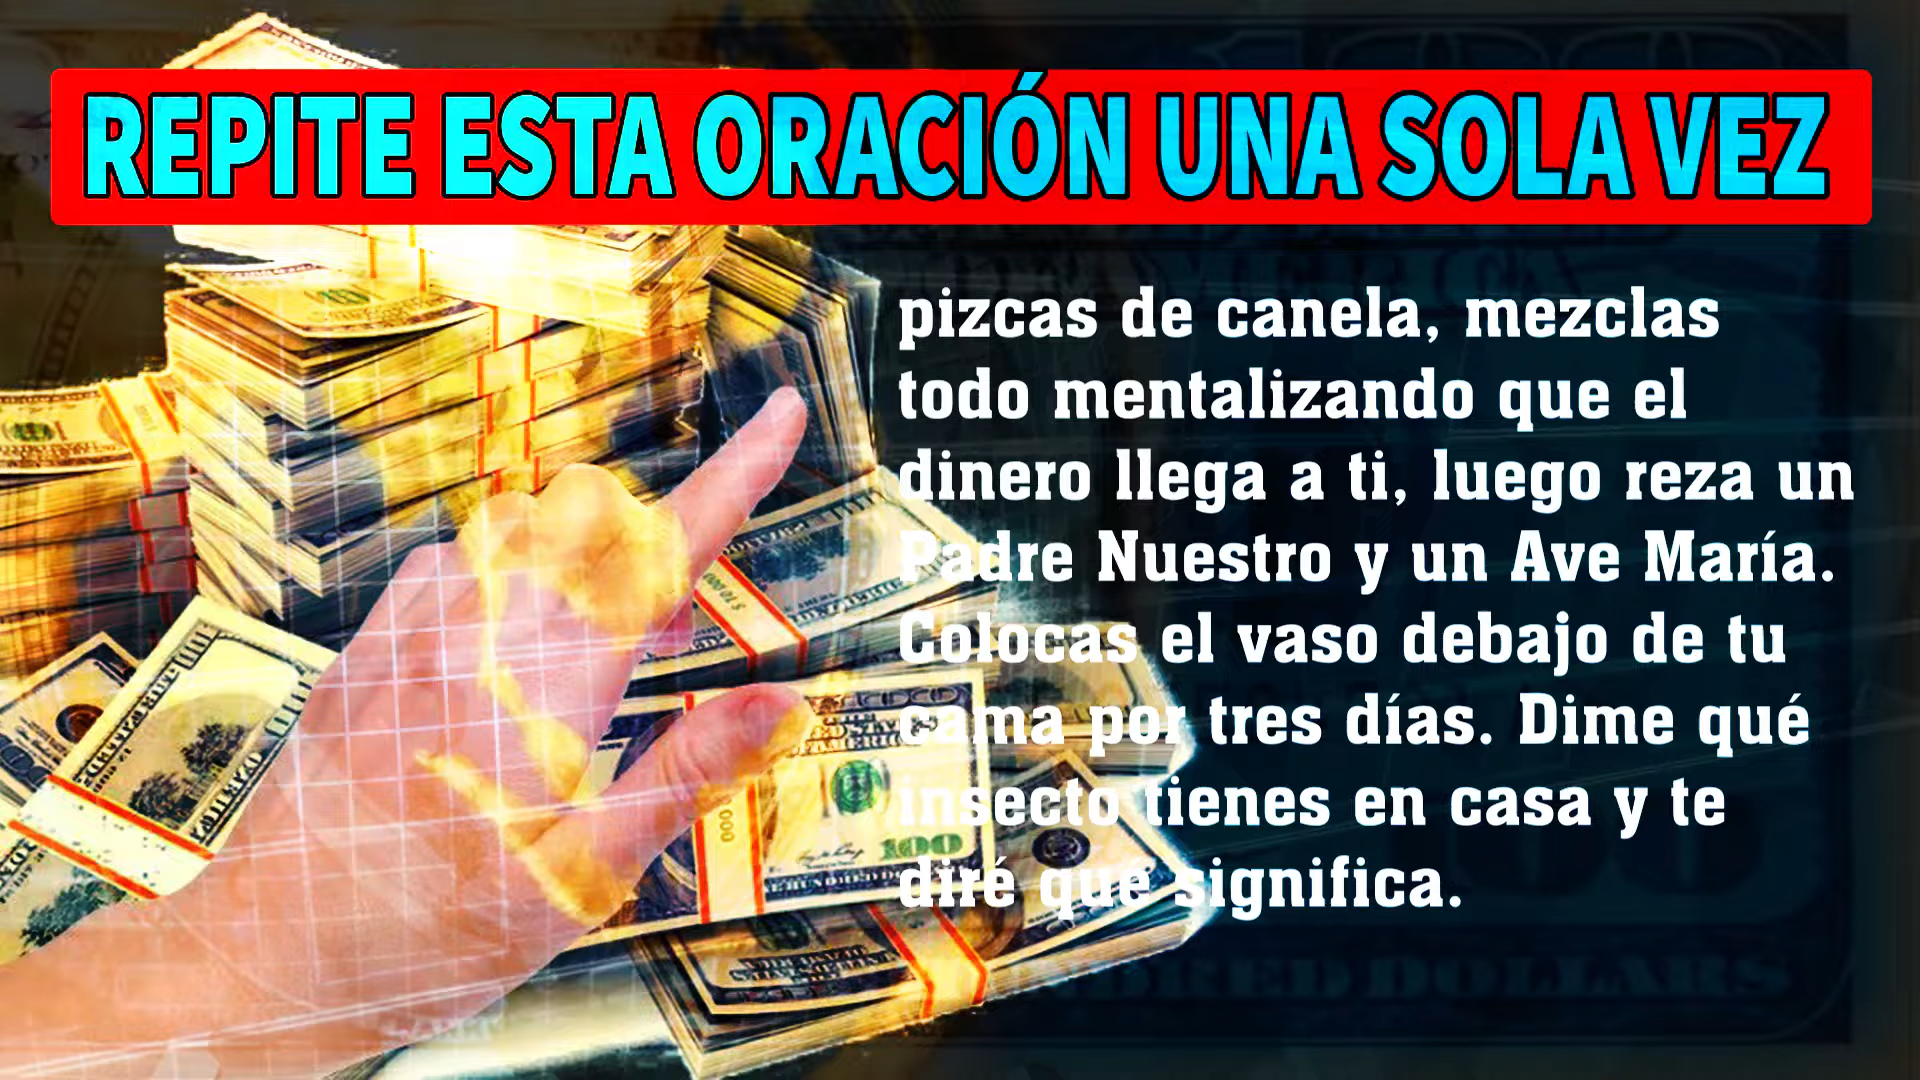 REPITE ESTA ORACIÓN UNA SOLA VEZ
pizcas de canela, mezclas
todo mentalizando que el
dinero llega a ti, luego reza un
Padre Nuestro y un Ave María.
Colocas el vaso debajo de tu
cama por tres días. Dime qué
insecto tienes en casa y te
diré qué significa.
100